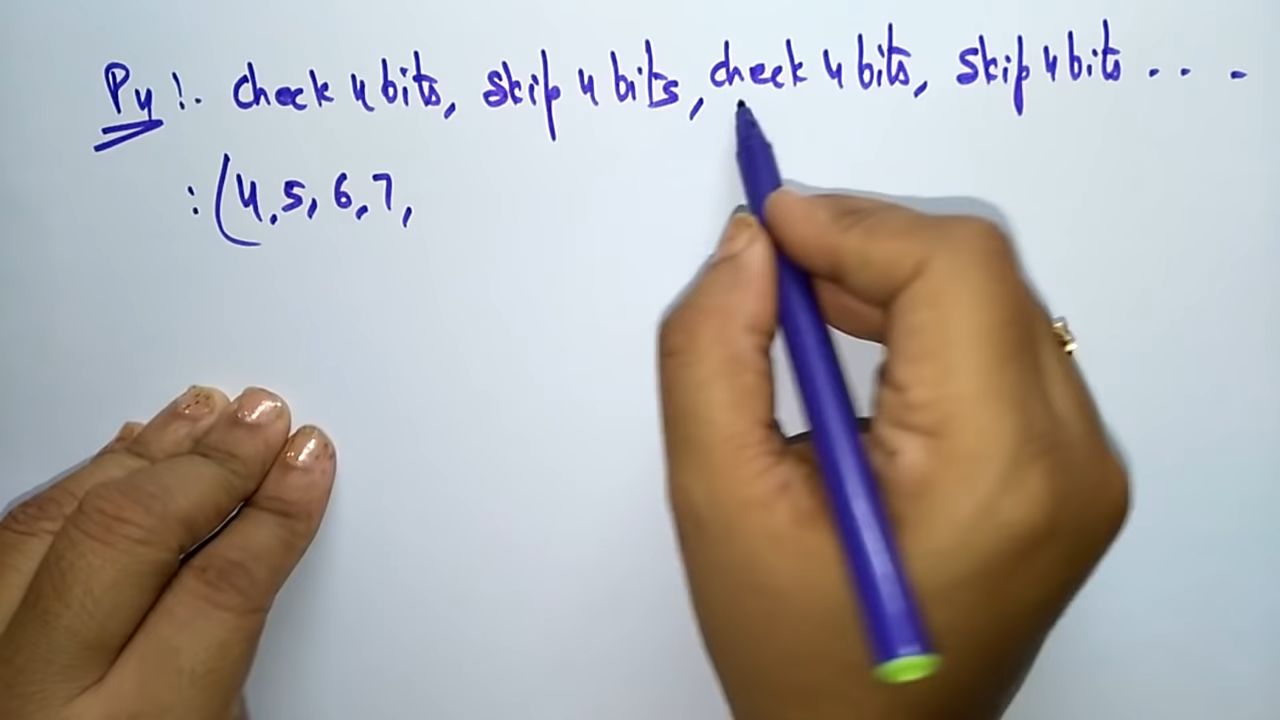 P4 :. Check 4 bits, skip 4 bits, check 4 bits, skip 4 bits . . .
: (4, 5, 6, 7,